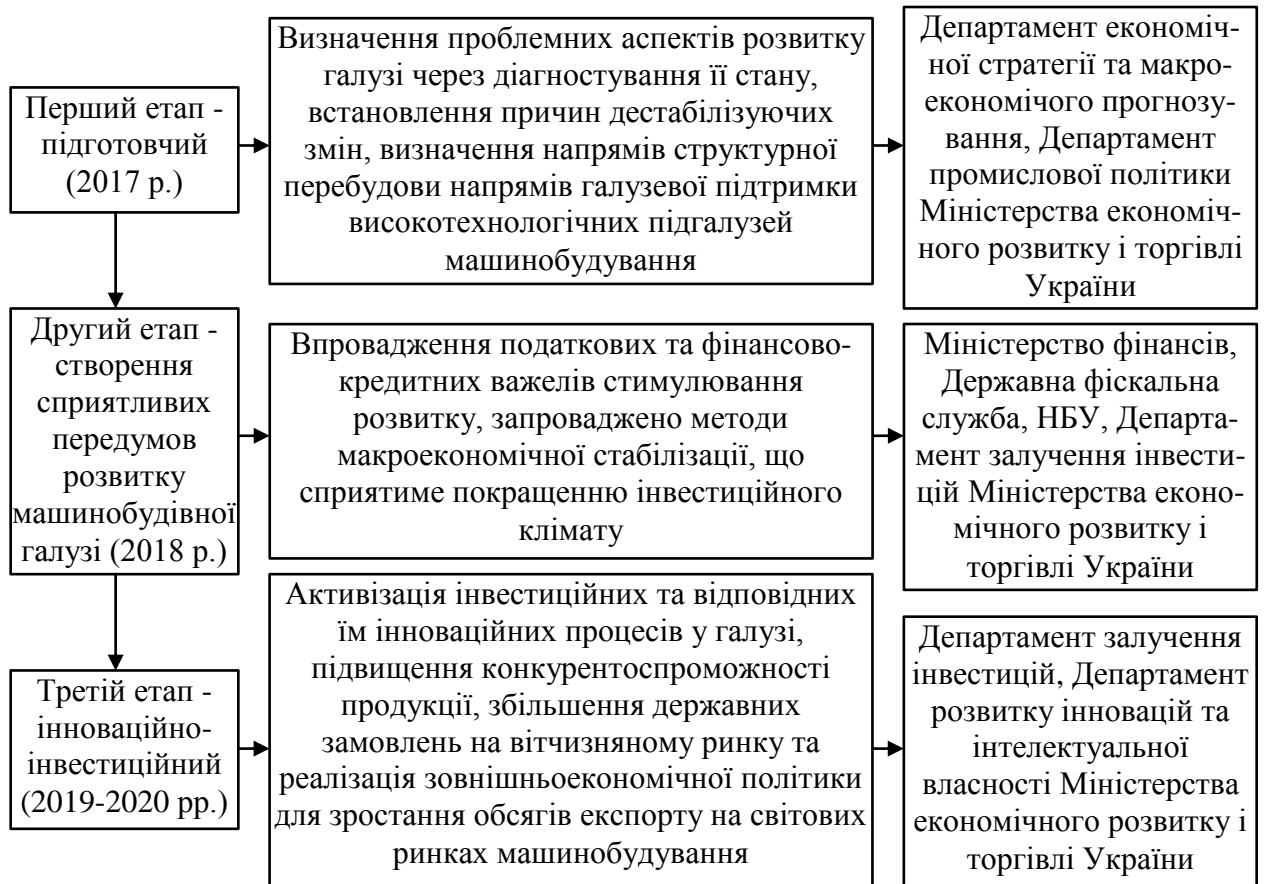 Перший етап -
підготовчий
(2017 р.)
Визначення проблемних аспектів розвитку
галузі через діагностування її стану,
встановлення причин дестабілізуючих
змін, визначення напрямів структурної
перебудови напрямів галузевої підтримки
високотехнологічних підгалузей
машинобудування
Департамент економіч-
ної стратегії та макро-
економічного прогнозу-
вання, Департамент
промислової політики
Міністерства економіч-
ного розвитку і торгівлі
України
Другий етап -
створення
сприятливих
передумов
розвитку
машинобудівної
галузі (2018 р.)
Впровадження податкових та фінансово-
кредитних важелів стимулювання
розвитку, запроваджено методи
макроекономічної стабілізації, що
сприятиме покращенню інвестиційного
клімату
Міністерство фінансів,
Державна фіскальна
служба, НБУ, Департа-
мент залучення інвести-
цій Міністерства еконо-
мічного розвитку і
торгівлі України
Третій етап -
інноваційно-
інвестиційний
(2019-2020 рр.)
Активізація інвестиційних та відповідних
їм інноваційних процесів у галузі,
підвищення конкурентоспроможності
продукції, збільшення державних
замовлень на вітчизняному ринку та
реалізація зовнішньоекономічної політики
для зростання обсягів експорту на світових
ринках машинобудування
Департамент залучення
інвестицій, Департамент
розвитку інновацій та
інтелектуальної
власності Міністерства
економічного розвитку і
торгівлі України